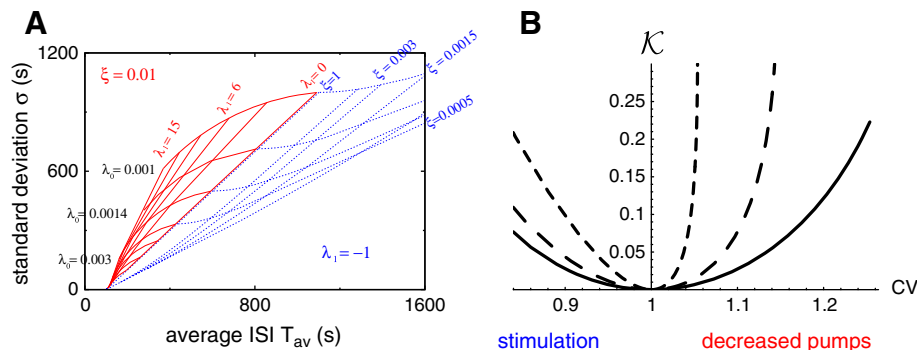 A
standard deviation σ (s)
1200
600
0
ξ = 0.01
λ₁= 15
λ₁= 6
λ₁= 0
ξ=1
ξ= 0.003
ξ= 0.0015
ξ=0.0005
λ₀= 0.001
λ₀= 0.0014
λ₀= 0.003
λ₁= −1
0 800 1600
average ISI Tav (s)
B
𝒦
0.25
0.2
0.15
0.1
0.05
0.9 1 1.1 1.2
CV
stimulation decreased pumps